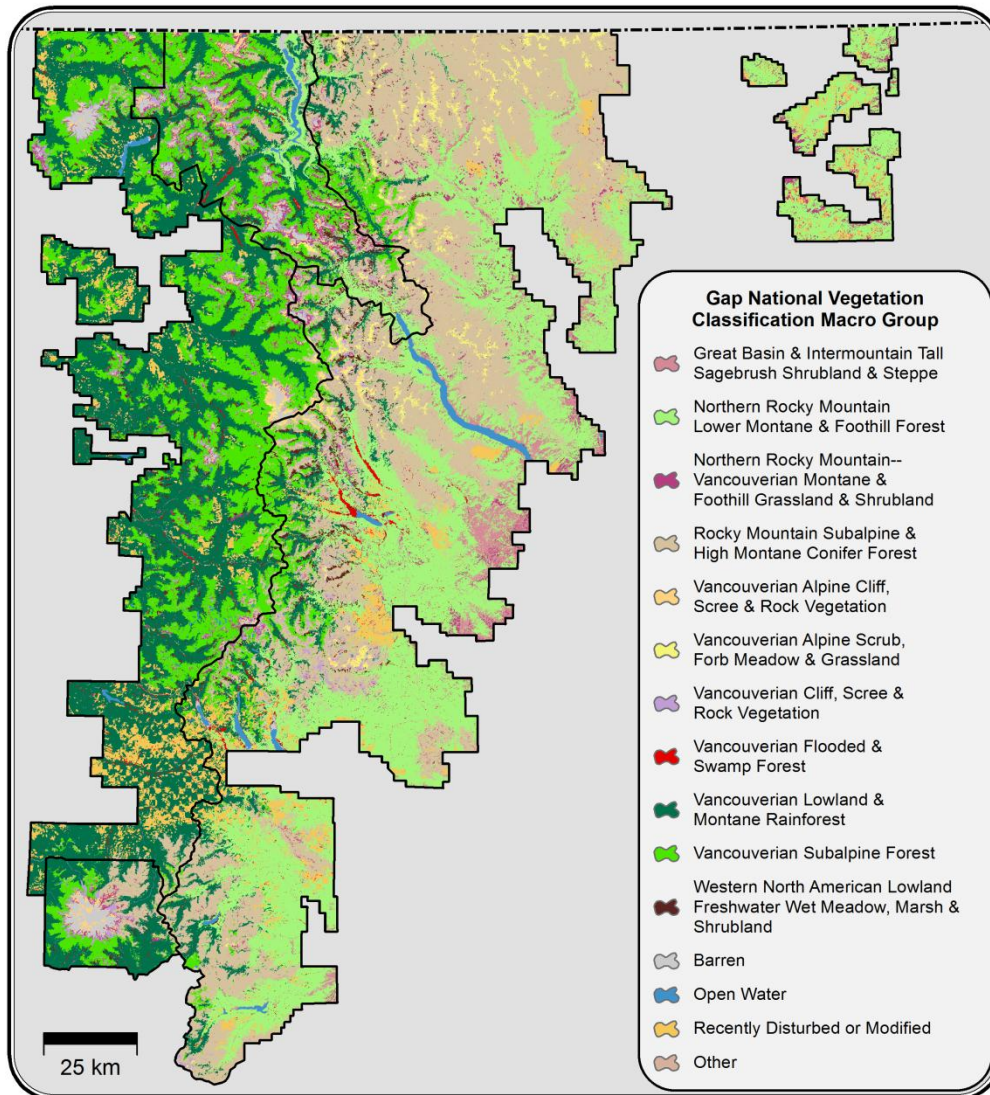 Gap National Vegetation
Classification Macro Group
Great Basin & Intermountain Tall
Sagebrush Shrubland & Steppe
Northern Rocky Mountain
Lower Montane & Foothill Forest
Northern Rocky Mountain--
Vancouverian Montane &
Foothill Grassland & Shrubland
Rocky Mountain Subalpine &
High Montane Conifer Forest
Vancouverian Alpine Cliff,
Scree & Rock Vegetation
Vancouverian Alpine Scrub,
Forb Meadow & Grassland
Vancouverian Cliff, Scree &
Rock Vegetation
Vancouverian Flooded &
Swamp Forest
Vancouverian Lowland &
Montane Rainforest
Vancouverian Subalpine Forest
Western North American Lowland
Freshwater Wet Meadow, Marsh &
Shrubland
Barren
Open Water
Recently Disturbed or Modified
Other
25 km